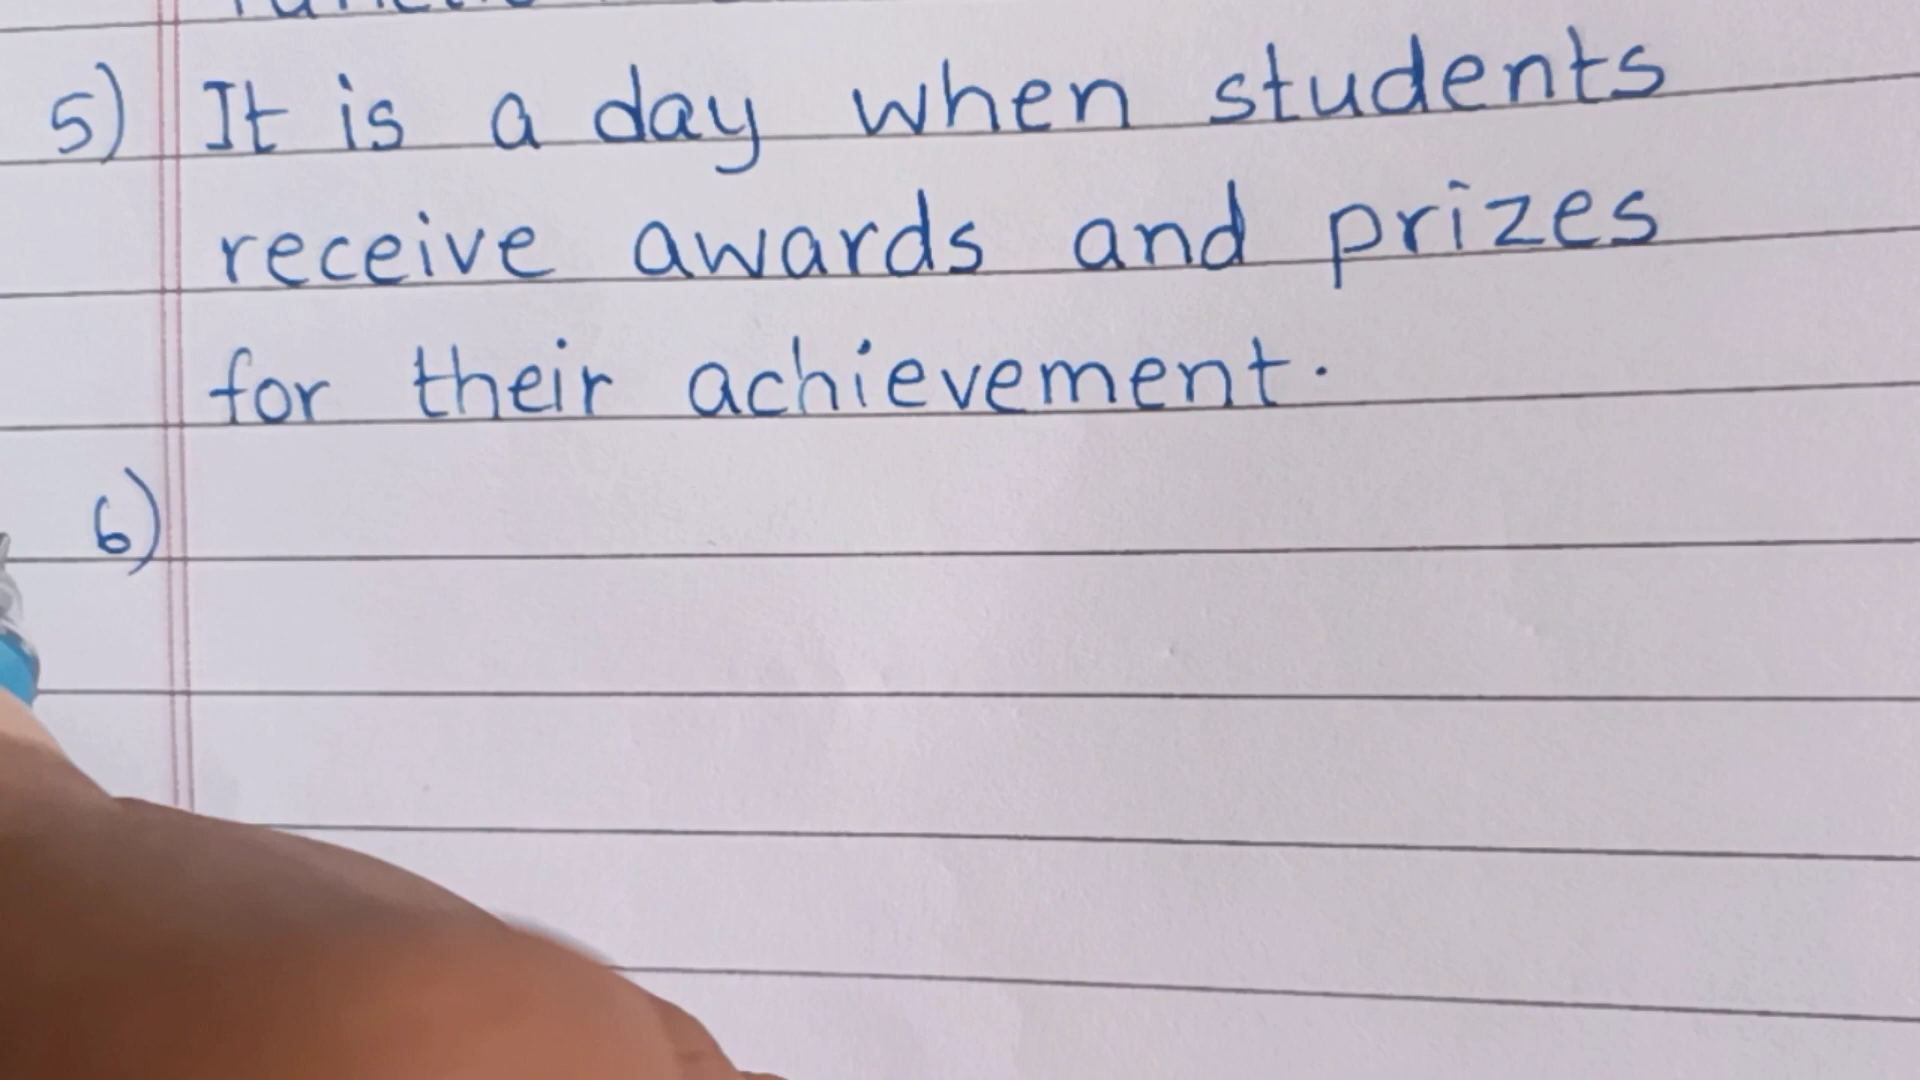 5) It is a day when students
receive awards and prizes
for their achievement.
6)